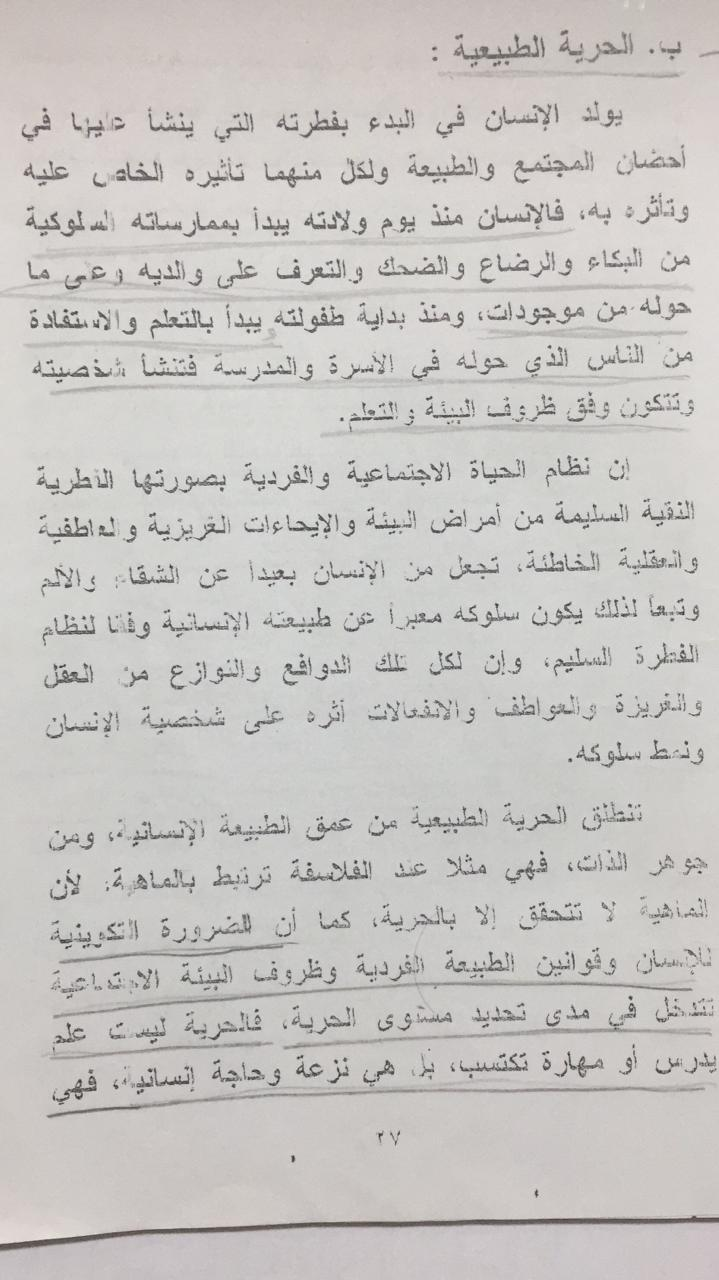 ب. الحرية الطبيعية :
يولد الإنسان في البدء بفطرته التي ينشأ عليها في
أحضان المجتمع والطبيعة ولكل منهما تأثيره الخاص عليه
وتأثره به، فالإنسان منذ يوم ولادته يبدأ بممارساته السلوكية
من البكاء والرضاع والضحك والتعرف على والديه وعلى ما
حوله من موجودات، ومنذ بداية طفولته يبدأ بالتعلم والاستفادة
من الناس الذي حوله في الأسرة والمدرسة فتنشأ شخصيته
وتتكون وفق ظروف البيئة والتعلم.
إن نظام الحياة الاجتماعية والفردية بصورتها الفطرية
النقية السليمة من أمراض البيئة والإيحاءات الغريزية والعاطفية
والعقلية الخاطئة، تجعل من الإنسان بعيداً عن الشقاء والألم
وتبعاً لذلك يكون سلوكه معبراً عن طبيعته الإنسانية وفقا لنظام
الفطرة السليم، وإن لكل تلك الدوافع والنوازع من العقل
والغريزة والعواطف والانفعالات أثره على شخصية الإنسان
ونمط سلوكه.
تنطلق الحرية الطبيعية من عمق الطبيعة الإنسانية، ومن
جوهر الذات، فهي مثلا عند الفلاسفة ترتبط بالماهية؛ لأن
الماهية لا تتحقق إلا بالحرية، كما أن الضرورة التكوينية
للإنسان وقوانين الطبيعة الفردية وظروف البيئة الاجتماعية
تتدخل في مدى تحديد مستوى الحرية، فالحرية ليست علم
يدرس أو مهارة تكتسب، بل هي نزعة وحاجة إنسانية، فهي
٢٧